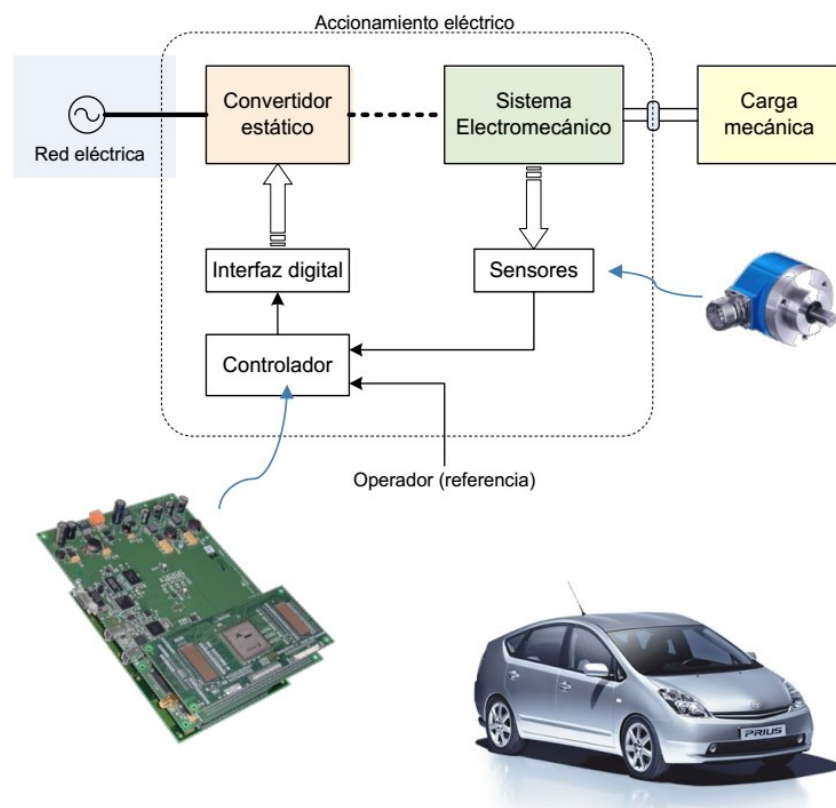 Accionamiento eléctrico
Convertidor
estático
Sistema
Electromecánico
Carga
mecánica
Red eléctrica
Interfaz digital
Sensores
Controlador
Operador (referencia)
PRIUS